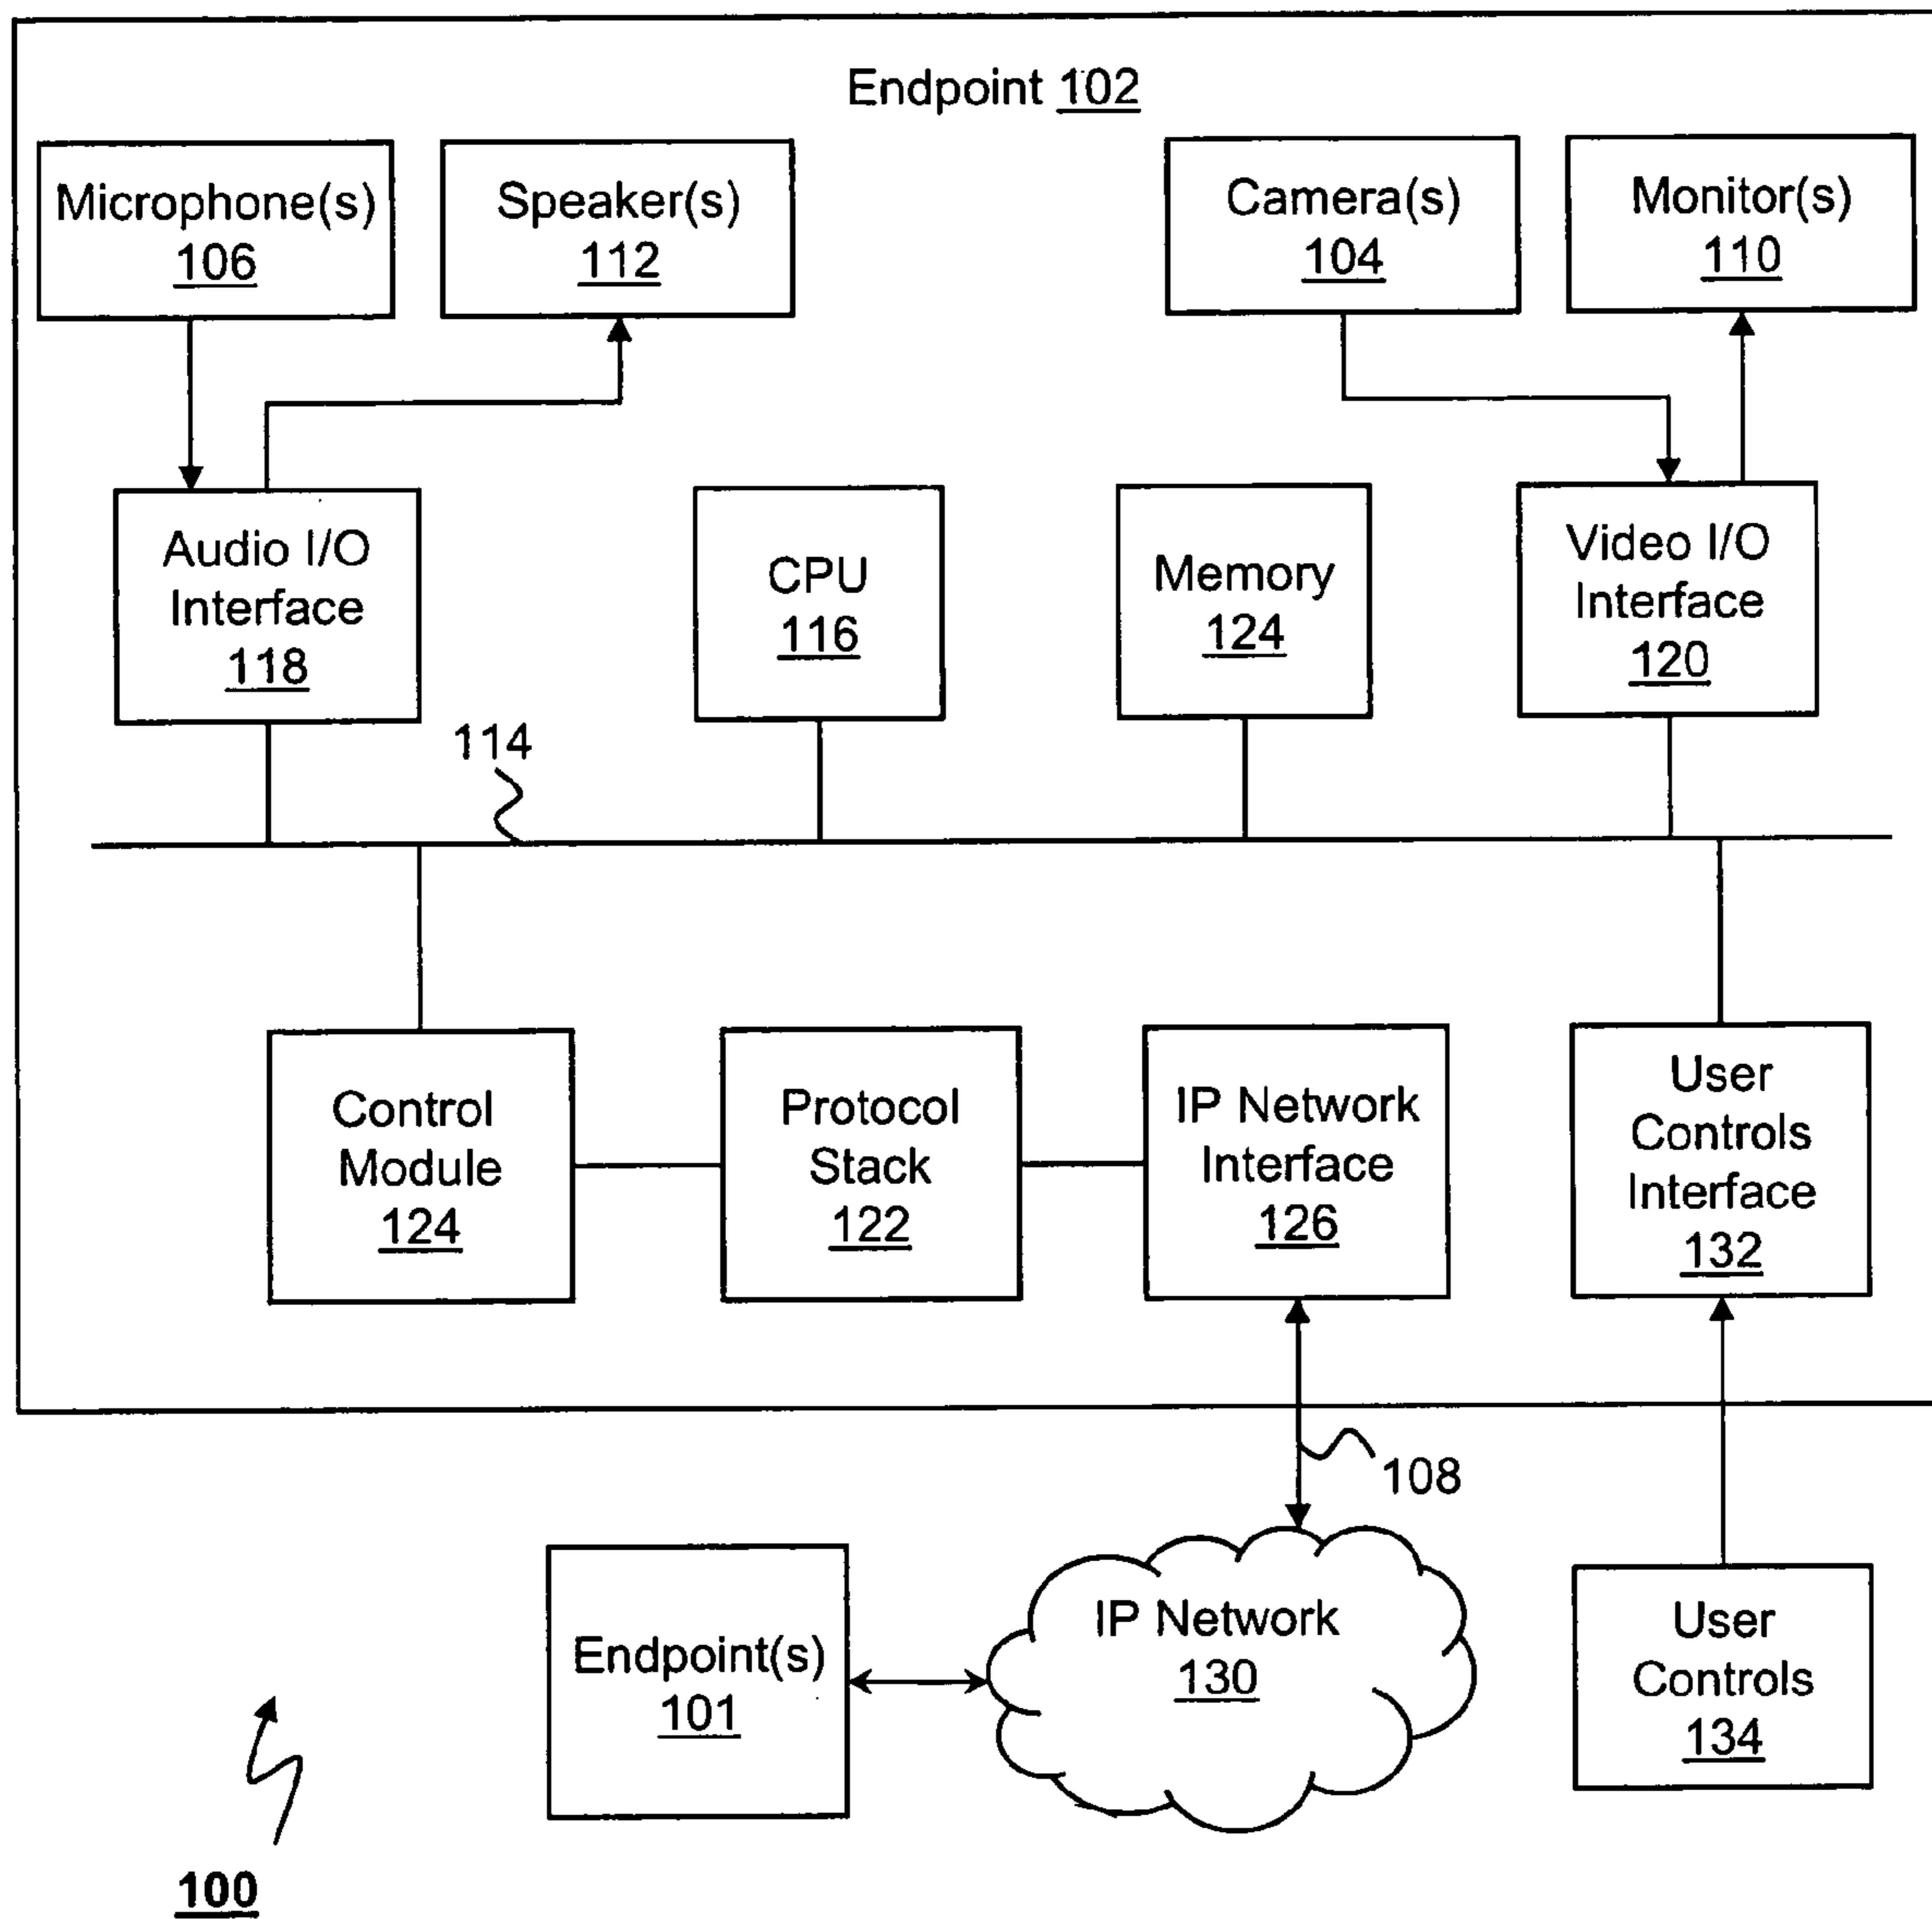 Endpoint 102
Microphone(s)
106
Speaker(s)
112
Camera(s)
104
Monitor(s)
110
Audio I/O
Interface
118
CPU
116
Memory
124
Video I/O
Interface
120
114
Control
Module
124
Protocol
Stack
122
IP Network
Interface
126
User
Controls
Interface
132
108
Endpoint(s)
101
IP Network
130
User
Controls
134
100